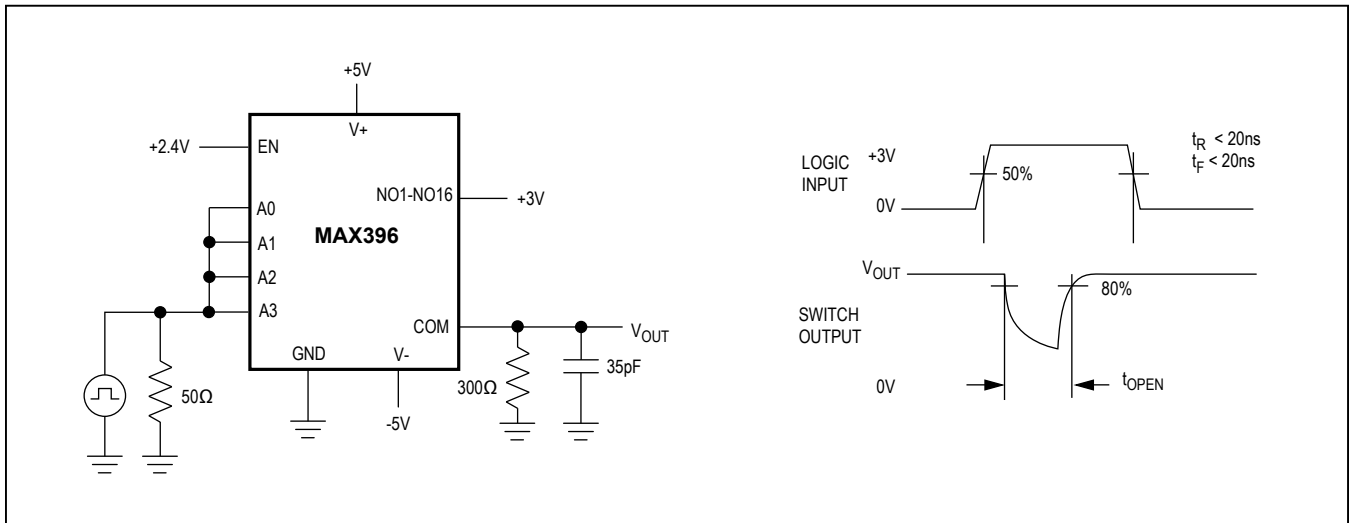 +5V
V+
+2.4V
EN
NO1-NO16
+3V
A0
MAX396
A1
A2
A3
COM
VOUT
GND
V-
50Ω
300Ω
35pF
-5V
LOGIC
INPUT
+3V
50%
0V
tR < 20ns
tF < 20ns
VOUT
80%
SWITCH
OUTPUT
0V
tOPEN